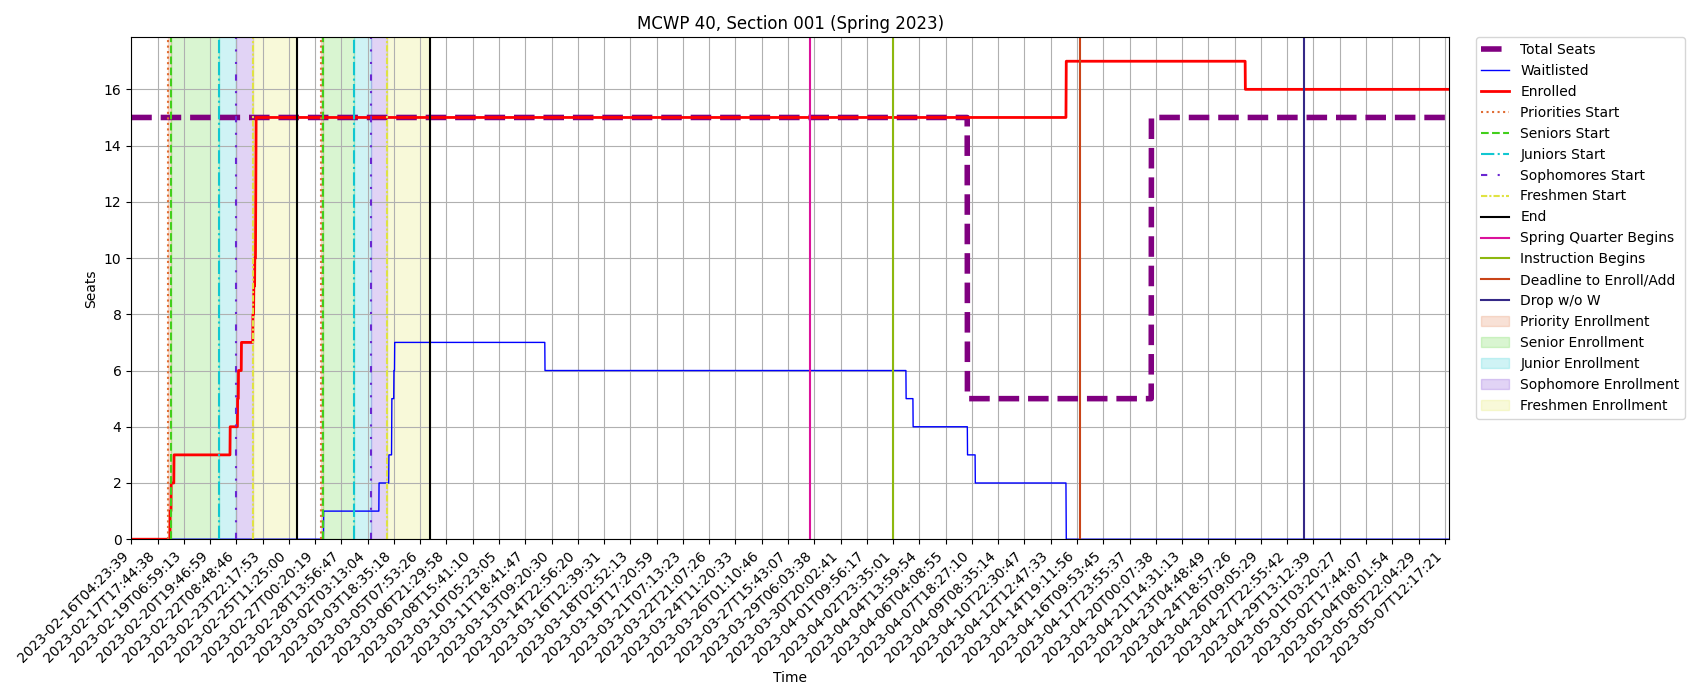 MCWP 40, Section 001 (Spring 2023)
Seats
16
14
12
10
8
6
4
2
0
2023-02-16T04:23:39
2023-02-17T17:44:38
2023-02-19T06:59:13
2023-02-20T19:46:59
2023-02-22T08:48:46
2023-02-23T22:17:53
2023-02-25T11:25:00
2023-02-27T00:20:19
2023-02-28T13:56:47
2023-03-02T03:13:04
2023-03-03T18:35:18
2023-03-05T07:53:26
2023-03-06T21:29:58
2023-03-08T15:41:10
2023-03-10T05:23:05
2023-03-11T18:41:47
2023-03-13T09:20:30
2023-03-14T22:56:20
2023-03-16T12:39:31
2023-03-18T02:52:13
2023-03-19T17:20:59
2023-03-21T07:13:23
2023-03-22T21:07:26
2023-03-24T11:20:33
2023-03-26T01:10:46
2023-03-27T15:43:07
2023-03-29T06:03:38
2023-03-30T20:02:41
2023-04-01T09:56:17
2023-04-02T23:35:01
2023-04-04T13:59:54
2023-04-06T04:08:55
2023-04-07T18:27:10
2023-04-09T08:35:14
2023-04-10T22:30:47
2023-04-12T12:47:33
2023-04-14T19:11:56
2023-04-16T09:53:45
2023-04-17T23:55:37
2023-04-20T00:07:38
2023-04-21T14:31:13
2023-04-23T04:48:49
2023-04-24T18:57:26
2023-04-26T09:05:29
2023-04-27T22:55:42
2023-04-29T13:12:39
2023-05-01T03:20:27
2023-05-02T17:44:07
2023-05-04T08:01:54
2023-05-05T22:04:29
2023-05-07T12:17:21
Time
Total Seats
Waitlisted
Enrolled
Priorities Start
Seniors Start
Juniors Start
Sophomores Start
Freshmen Start
End
Spring Quarter Begins
Instruction Begins
Deadline to Enroll/Add
Drop w/o W
Priority Enrollment
Senior Enrollment
Junior Enrollment
Sophomore Enrollment
Freshmen Enrollment